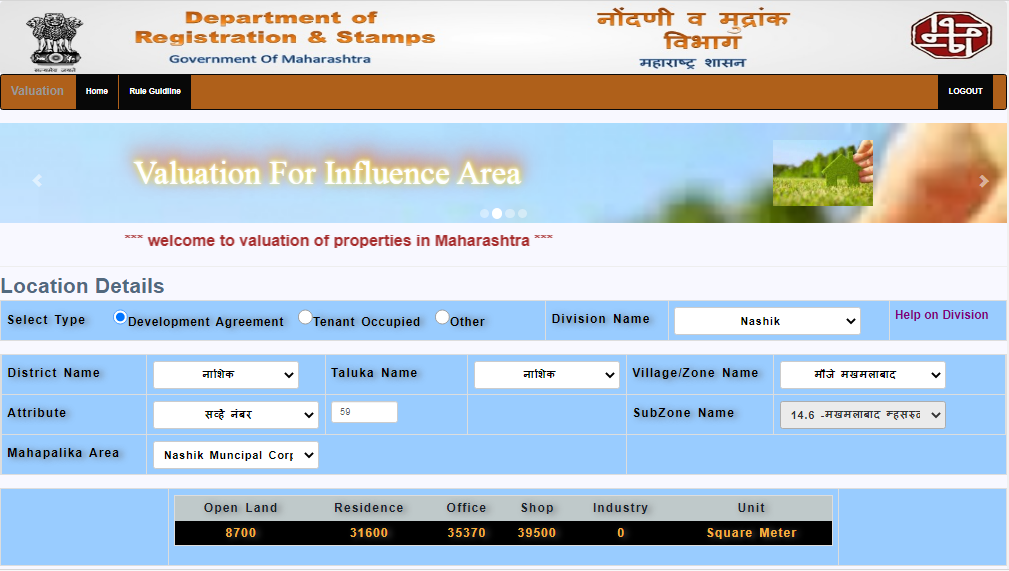 Department of
Registration & Stamps
Government Of Maharashtra
नोंदणी व मुद्रांक
विभाग
महाराष्ट्र शासन
सत्यमेव जयते
Valuation Home Rule Guidline LOGOUT
Valuation For Influence Area
*** welcome to valuation of properties in Maharashtra ***
Location Details
Select Type Development Agreement Tenant Occupied Other Division Name Nashik Help on Division
District Name नाशिक Taluka Name नाशिक Village/Zone Name मौजे मखमलाबाद
Attribute सर्व्हे नंबर 59 SubZone Name 14.6 -मखमलाबाद
Mahapalika Area Nashik Muncipal Corp
Open Land Residence Office Shop Industry Unit
8700 31600 35370 39500 0 Square Meter